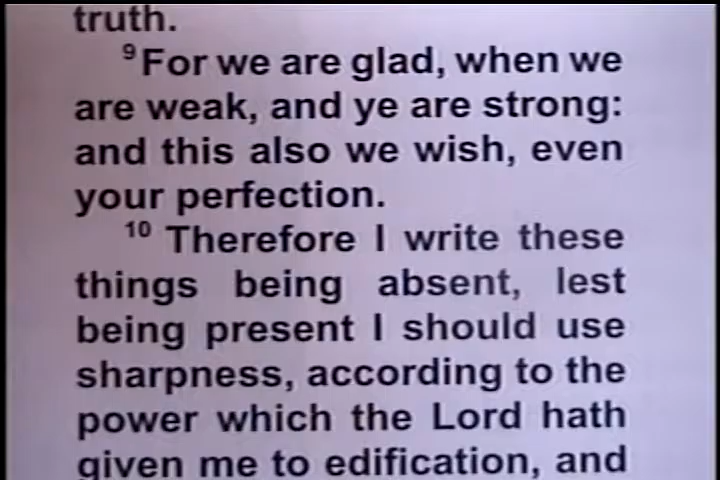 truth.
9 For we are glad, when we
are weak, and ye are strong:
and this also we wish, even
your perfection.
10 Therefore I write these
things being absent, lest
being present I should use
sharpness, according to the
power which the Lord hath
given me to edification, and